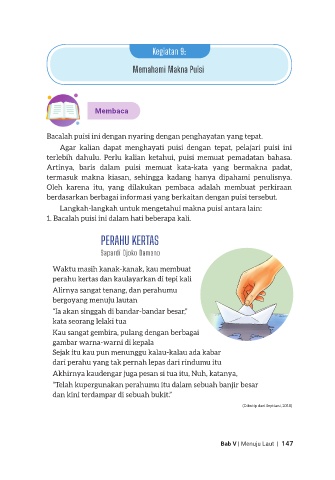 Kegiatan 9:
Memahami Makna Puisi
Membaca
Bacalah puisi ini dengan nyaring dengan penghayatan yang tepat.
Agar kalian dapat menghayati puisi dengan tepat, pelajari puisi ini
terlebih dahulu. Perlu kalian ketahui, puisi memuat pemadatan bahasa.
Artinya, baris dalam puisi memuat kata-kata yang bermakna padat,
termasuk makna kiasan, sehingga kadang hanya dipahami penulisnya.
Oleh karena itu, yang dilakukan pembaca adalah membuat perkiraan
berdasarkan berbagai informasi yang berkaitan dengan puisi tersebut.
Langkah-langkah untuk mengetahui makna puisi antara lain:
1. Bacalah puisi ini dalam hati beberapa kali.
PERAHU KERTAS
Sapardi Djoko Damono
Waktu masih kanak-kanak, kau membuat
perahu kertas dan kaulayarkan di tepi kali
Alirnya sangat tenang, dan perahumu
bergoyang menuju lautan
“Ia akan singgah di bandar-bandar besar,”
kata seorang lelaki tua
Kau sangat gembira, pulang dengan berbagai
gambar warna-warni di kepala
Sejak itu kau pun menunggu kalau-kalau ada kabar
dari perahu yang tak pernah lepas dari rindumu itu
Akhirnya kaudengar juga pesan si tua itu, Nuh, katanya,
“Telah kupergunakan perahumu itu dalam sebuah banjir besar
dan kini terdampar di sebuah bukit.”
(Dikutip dari Septiani, 2018)
Bab V | Menuju Laut | 147